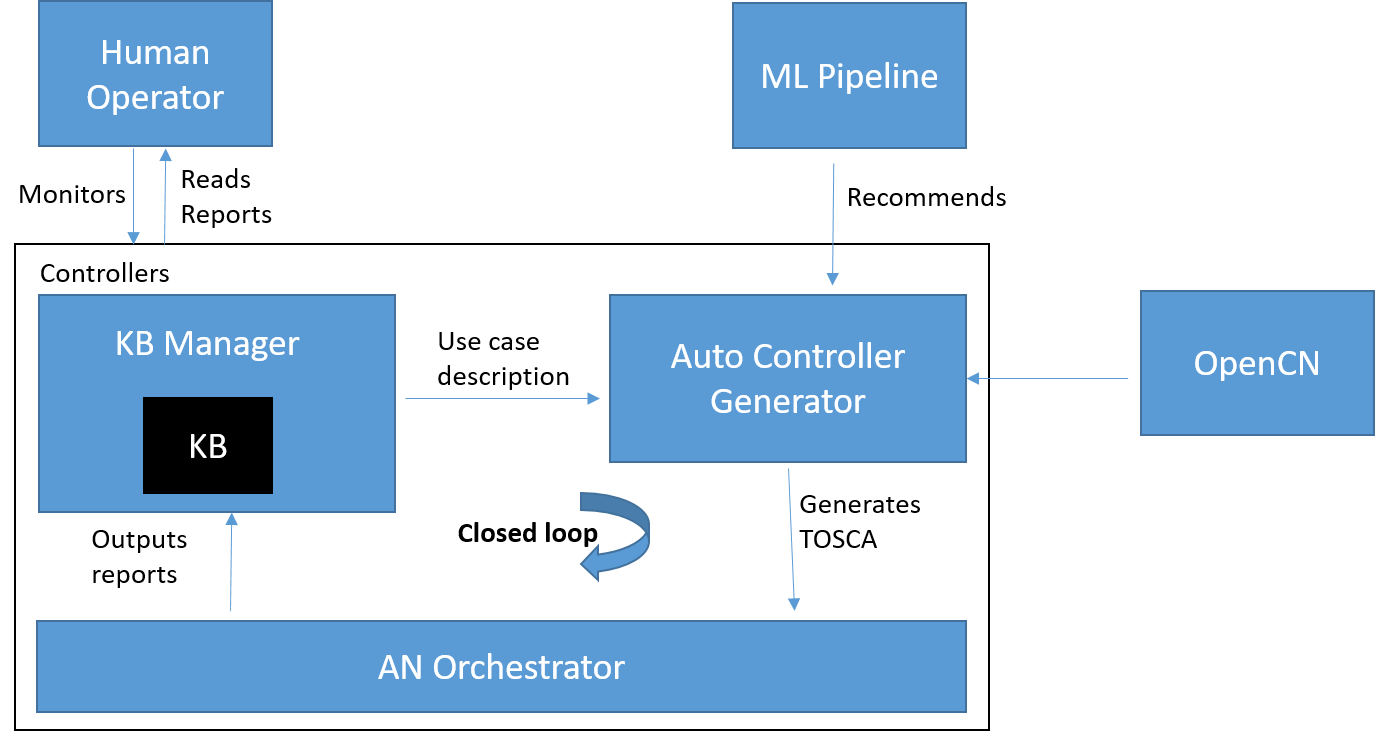 Human
Operator
ML Pipeline
Monitors
Reads
Reports
Recommends
Controllers
KB Manager
KB
Use case
description
Auto Controller
Generator
OpenCN
Outputs
reports
Closed loop
Generates
TOSCA
AN Orchestrator